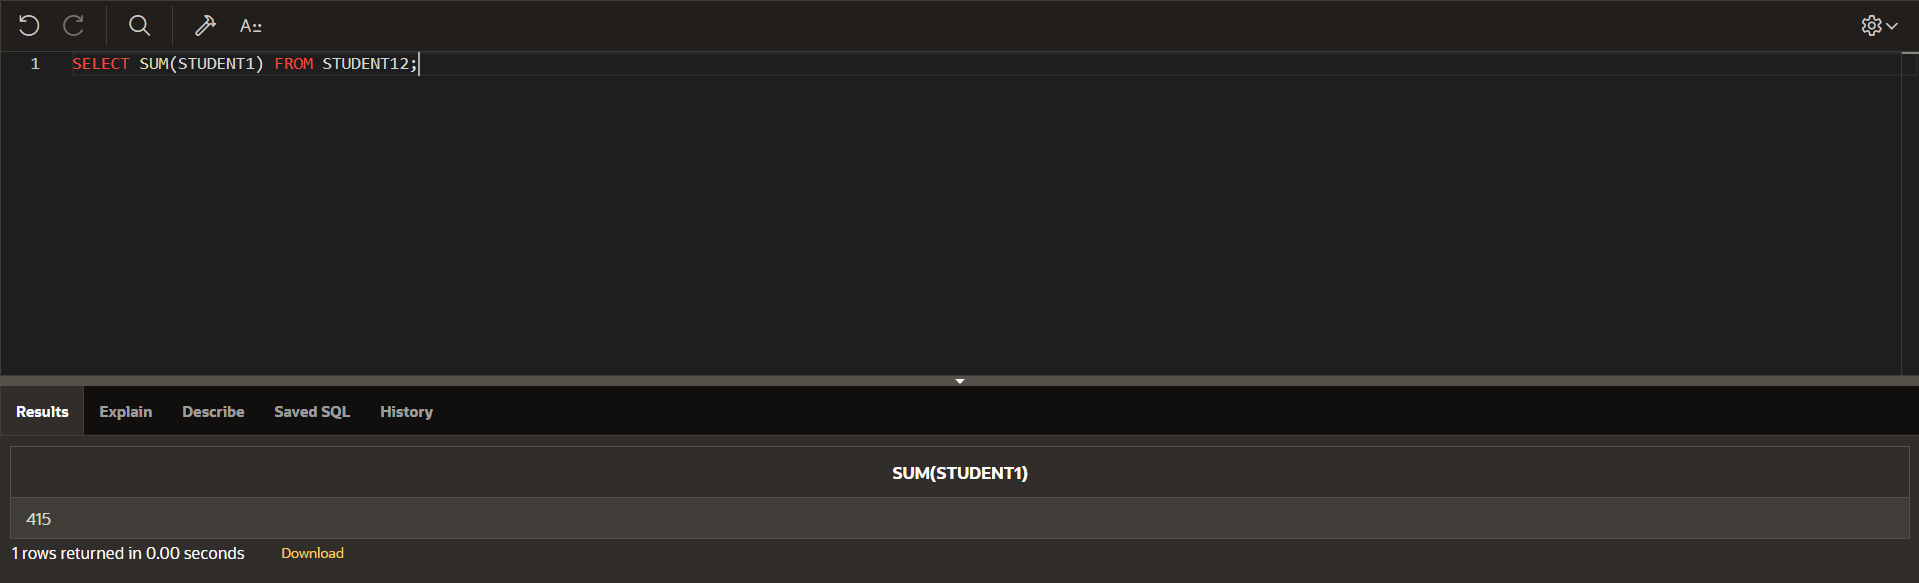 A
1 SELECT SUM(STUDENT1) FROM STUDENT12;
Results Explain Describe Saved SQL History
SUM(STUDENT1)
415
1 rows returned in 0.00 seconds Download